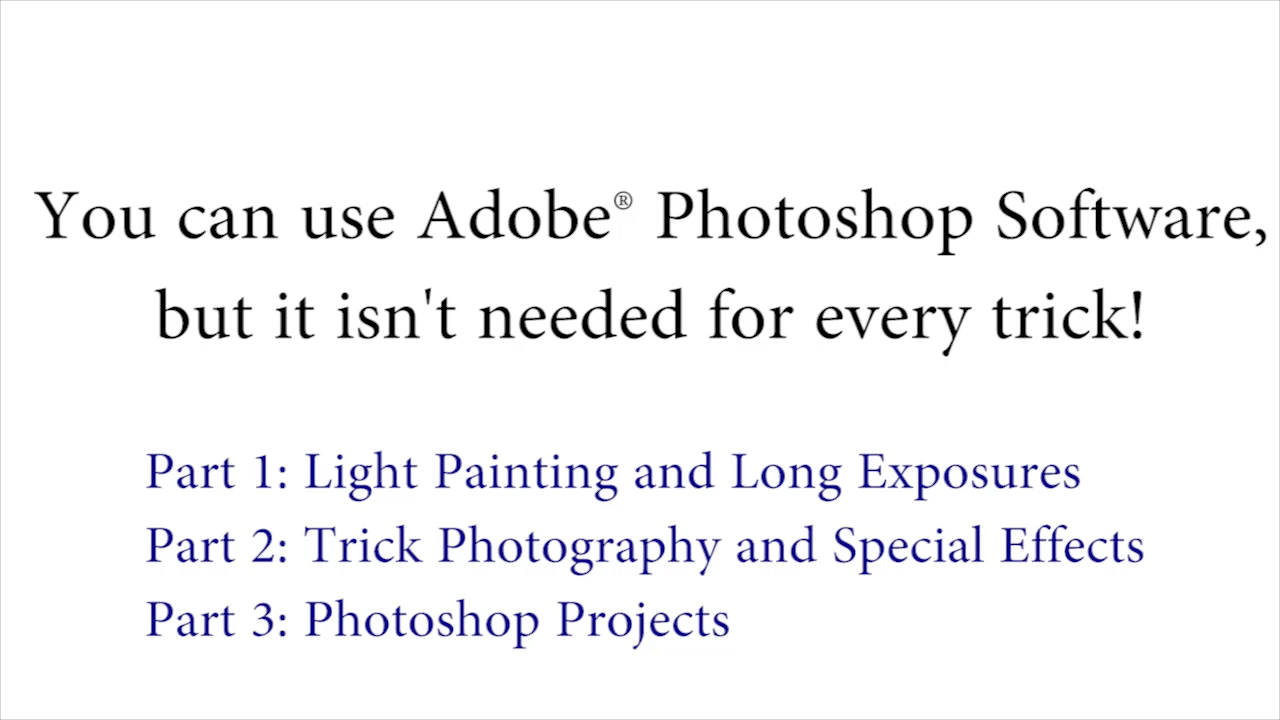 You can use Adobe® Photoshop Software,
but it isn't needed for every trick!
Part 1: Light Painting and Long Exposures
Part 2: Trick Photography and Special Effects
Part 3: Photoshop Projects